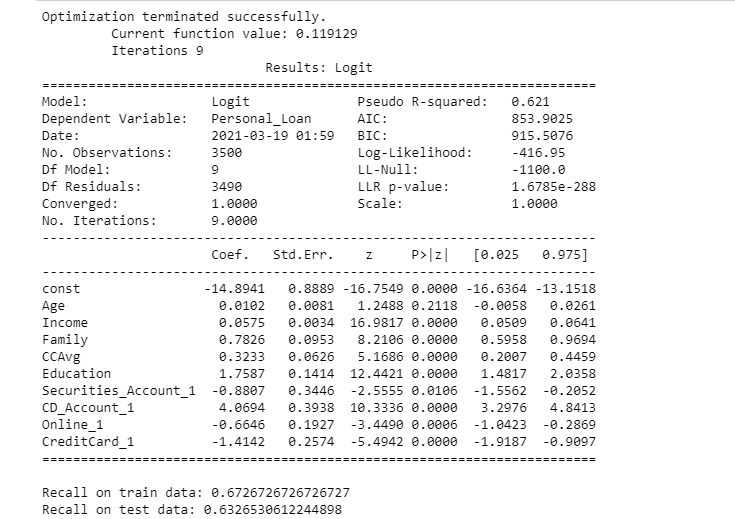 Optimization terminated successfully.
Current function value: 0.119129
Iterations 9
Results: Logit
==========================================================================
Model: Logit Pseudo R-squared: 0.621
Dependent Variable: Personal_Loan AIC: 853.9025
Date: 2021-03-19 01:59 BIC: 915.5076
No. Observations: 3500 Log-Likelihood: -416.95
Df Model: 9 LL-Null: -1100.0
Df Residuals: 3490 LLR p-value: 1.6785e-288
Converged: 1.0000 Scale: 1.0000
No. Iterations: 9.0000
--------------------------------------------------------------------------
Coef. Std.Err. z P>|z| [0.025 0.975]
--------------------------------------------------------------------------
const -14.8941 0.8889 -16.7549 0.0000 -16.6364 -13.1518
Age 0.0102 0.0081 1.2488 0.2118 -0.0058 0.0261
Income 0.0575 0.0034 16.9817 0.0000 0.0509 0.0641
Family 0.7826 0.0953 8.2106 0.0000 0.5958 0.9694
CCAvg 0.3233 0.0626 5.1686 0.0000 0.2007 0.4459
Education 1.7587 0.1414 12.4421 0.0000 1.4817 2.0358
Securities_Account_1 -0.8807 0.3446 -2.5555 0.0106 -1.5562 -0.2052
CD_Account_1 4.0694 0.3938 10.3336 0.0000 3.2976 4.8413
Online_1 -0.6646 0.1927 -3.4490 0.0006 -1.0423 -0.2869
CreditCard_1 -1.4142 0.2574 -5.4942 0.0000 -1.9187 -0.9097
==========================================================================
Recall on train data: 0.6726726726726727
Recall on test data: 0.6326530612244898